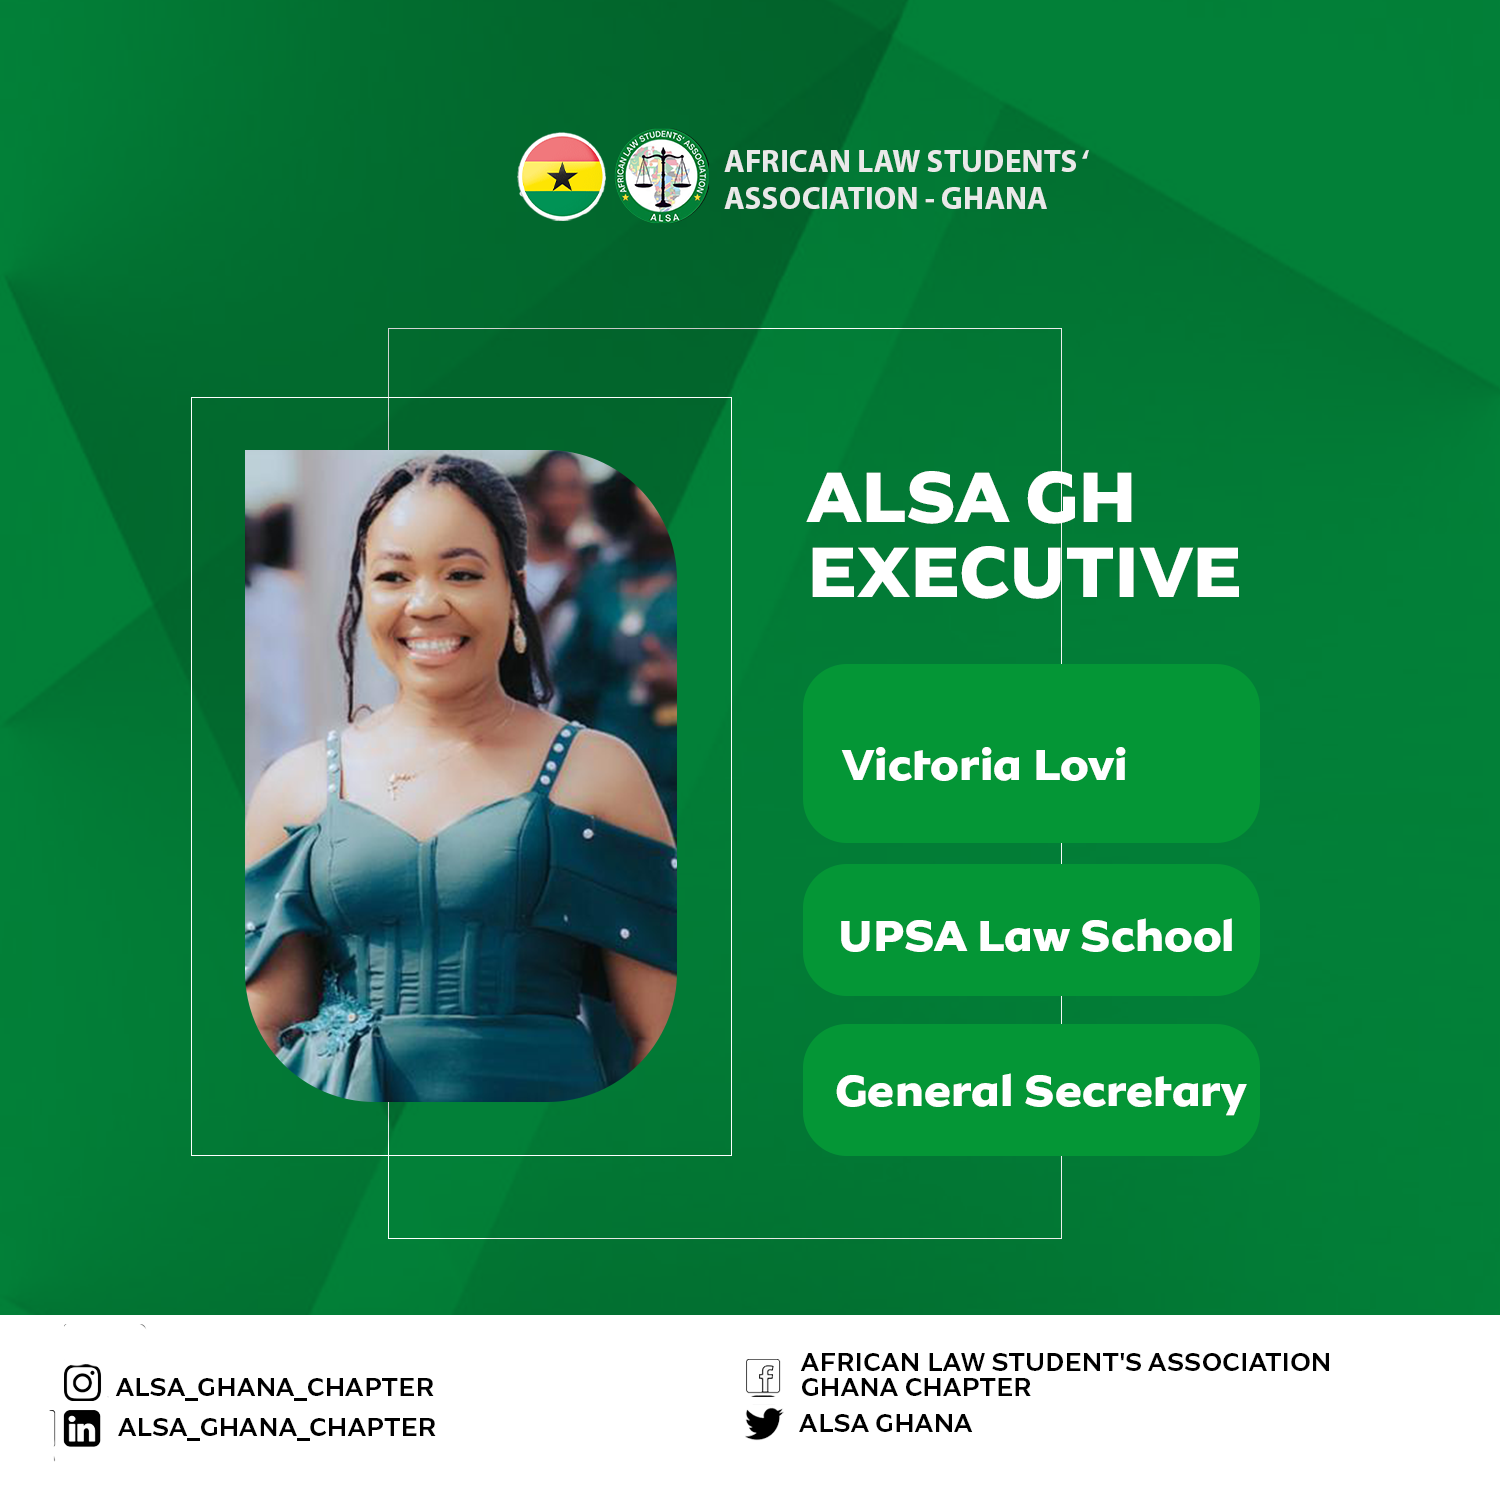 AFRICAN LAW STUDENTS' ASSOCIATION
ALSA
AFRICAN LAW STUDENTS ‘
ASSOCIATION - GHANA
ALSA GH
EXECUTIVE
Victoria Lovi
UPSA Law School
General Secretary
ALSA_GHANA_CHAPTER
ALSA_GHANA_CHAPTER
AFRICAN LAW STUDENT'S ASSOCIATION
GHANA CHAPTER
ALSA GHANA